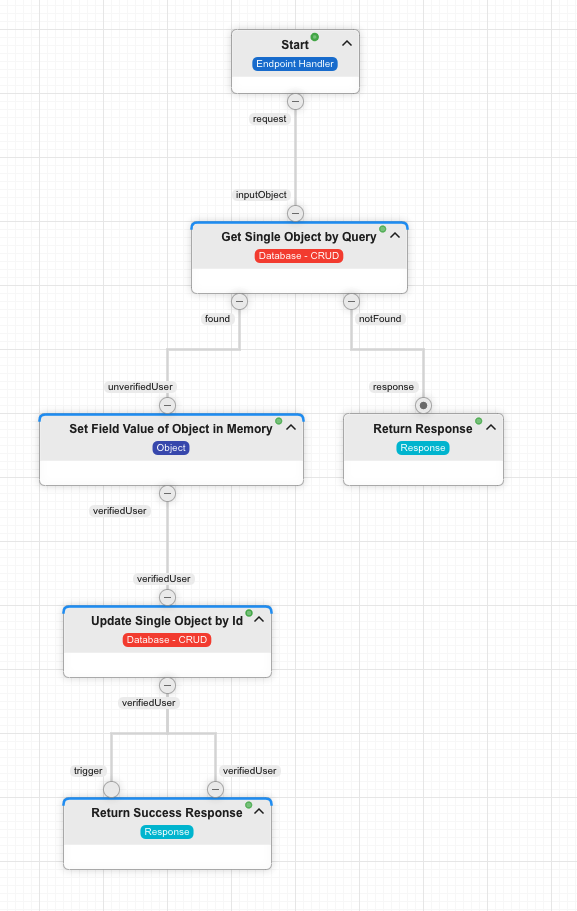 Start
Endpoint Handler
request
inputObject
Get Single Object by Query
Database - CRUD
found
notFound
unverifiedUser
response
Set Field Value of Object in Memory
Object
Return Response
Response
verifiedUser
verifiedUser
Update Single Object by Id
Database - CRUD
verifiedUser
trigger
verifiedUser
Return Success Response
Response